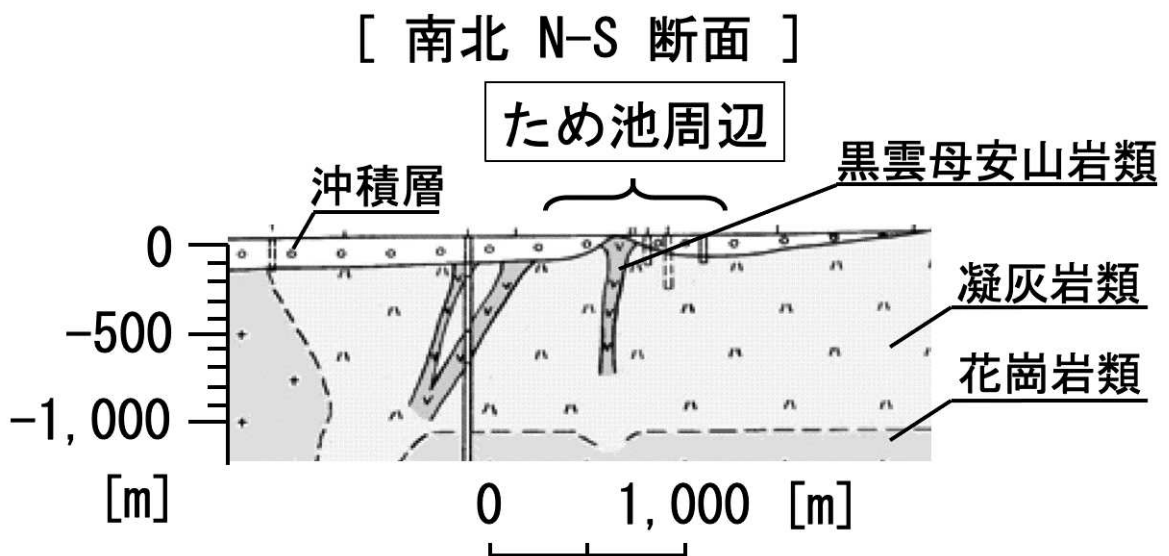 [ 南北 N-S 断面 ]
ため池周辺
黒雲母安山岩類
沖積層
0
凝灰岩類
-500
花崗岩類
-1,000
[m]
0 1,000 [m]